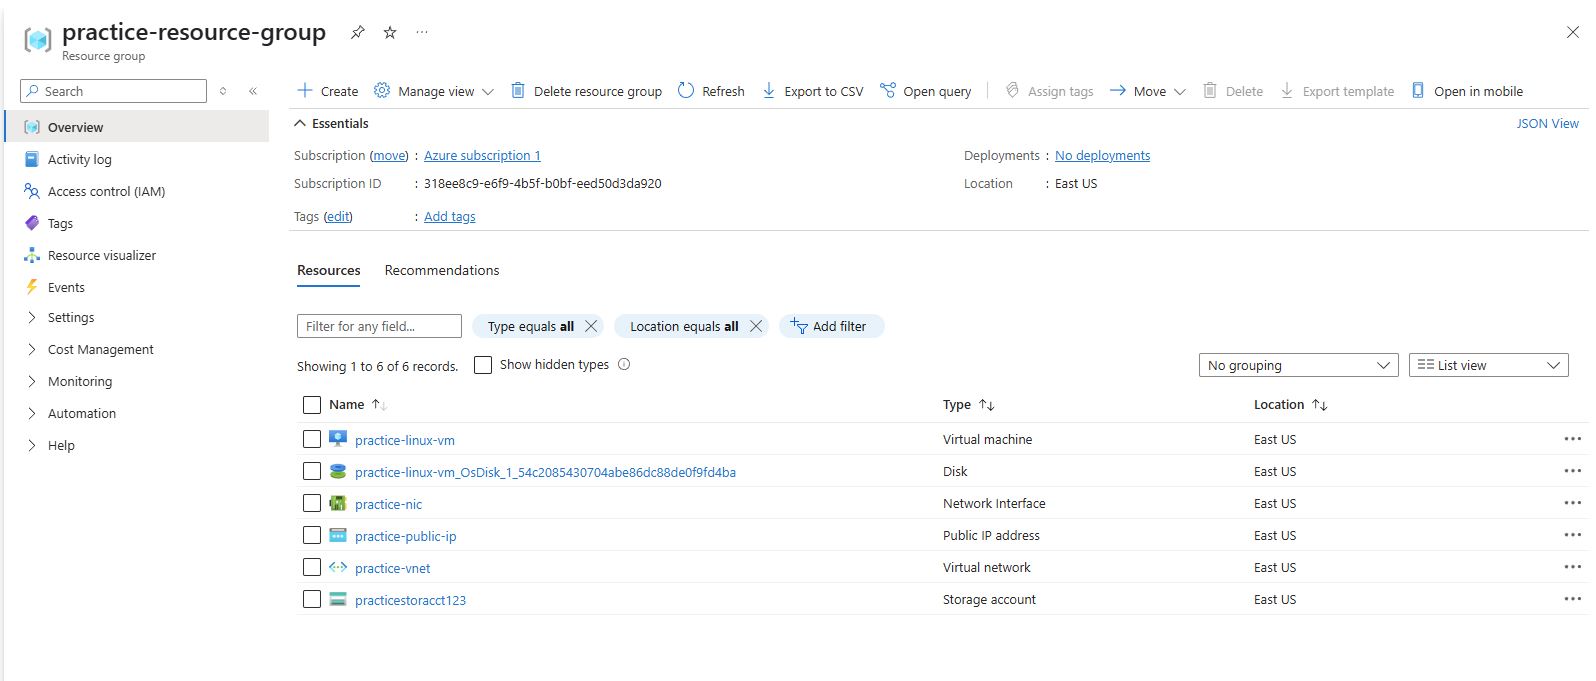 practice-resource-group
Resource group
Search
Overview
Activity log
Access control (IAM)
Tags
Resource visualizer
Events
Settings
Cost Management
Monitoring
Automation
Help
Create Manage view Delete resource group Refresh Export to CSV Open query Assign tags Move Delete Export template Open in mobile
Essentials JSON View
Subscription (move) : Azure subscription 1 Deployments : No deployments
Subscription ID : 318ee8c9-e6f9-4b5f-b0bf-eed50d3da920 Location : East US
Tags (edit) : Add tags
Resources Recommendations
Filter for any field... Type equals all Location equals all Add filter
Showing 1 to 6 of 6 records. Show hidden types No grouping List view
Name Type Location
practice-linux-vm Virtual machine East US
practice-linux-vm_OsDisk_1_54c2085430704abe86dc88de0f9fd4ba Disk East US
practice-nic Network Interface East US
practice-public-ip Public IP address East US
practice-vnet Virtual network East US
practicestoracct123 Storage account East US